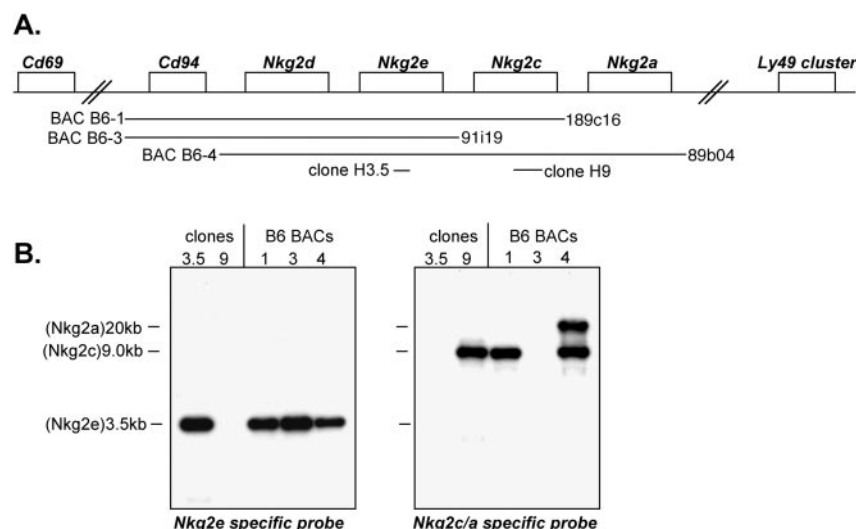 A.
Cd69 Cd94 Nkg2d Nkg2e Nkg2c Nkg2a Ly49 cluster
BAC B6-1 189c16
BAC B6-3 91i19
BAC B6-4 89b04
clone H3.5 clone H9
B.
clones B6 BACs clones B6 BACs
3.5 9 1 3 4 3.5 9 1 3 4
(Nkg2a)20kb
(Nkg2c)9.0kb
(Nkg2e)3.5kb
Nkg2e specific probe Nkg2c/a specific probe